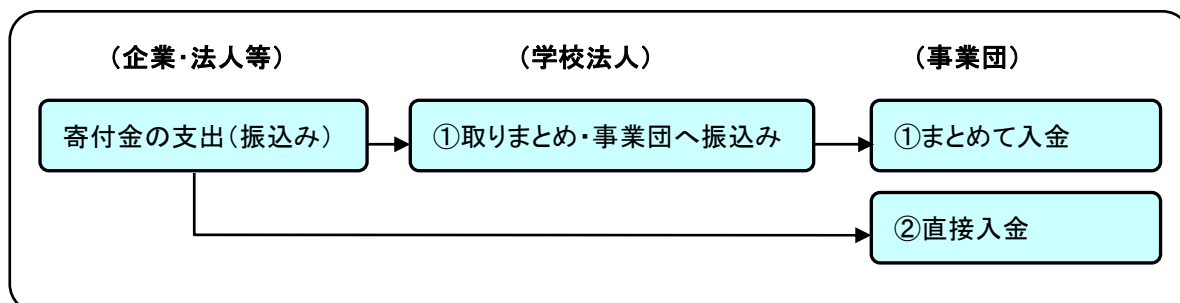 （企業・法人等）
（学校法人）
（事業団）
寄付金の支出（振込み）
①取りまとめ・事業団へ振込み
①まとめて入金
②直接入金